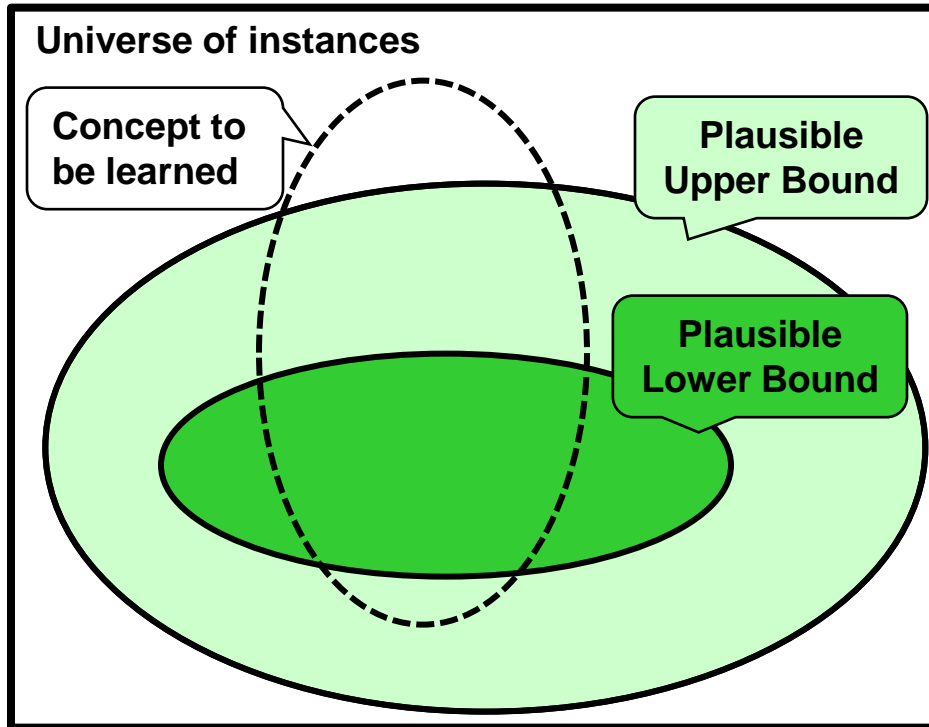 Universe of instances
Concept to
be learned
Plausible
Upper Bound
Plausible
Lower Bound